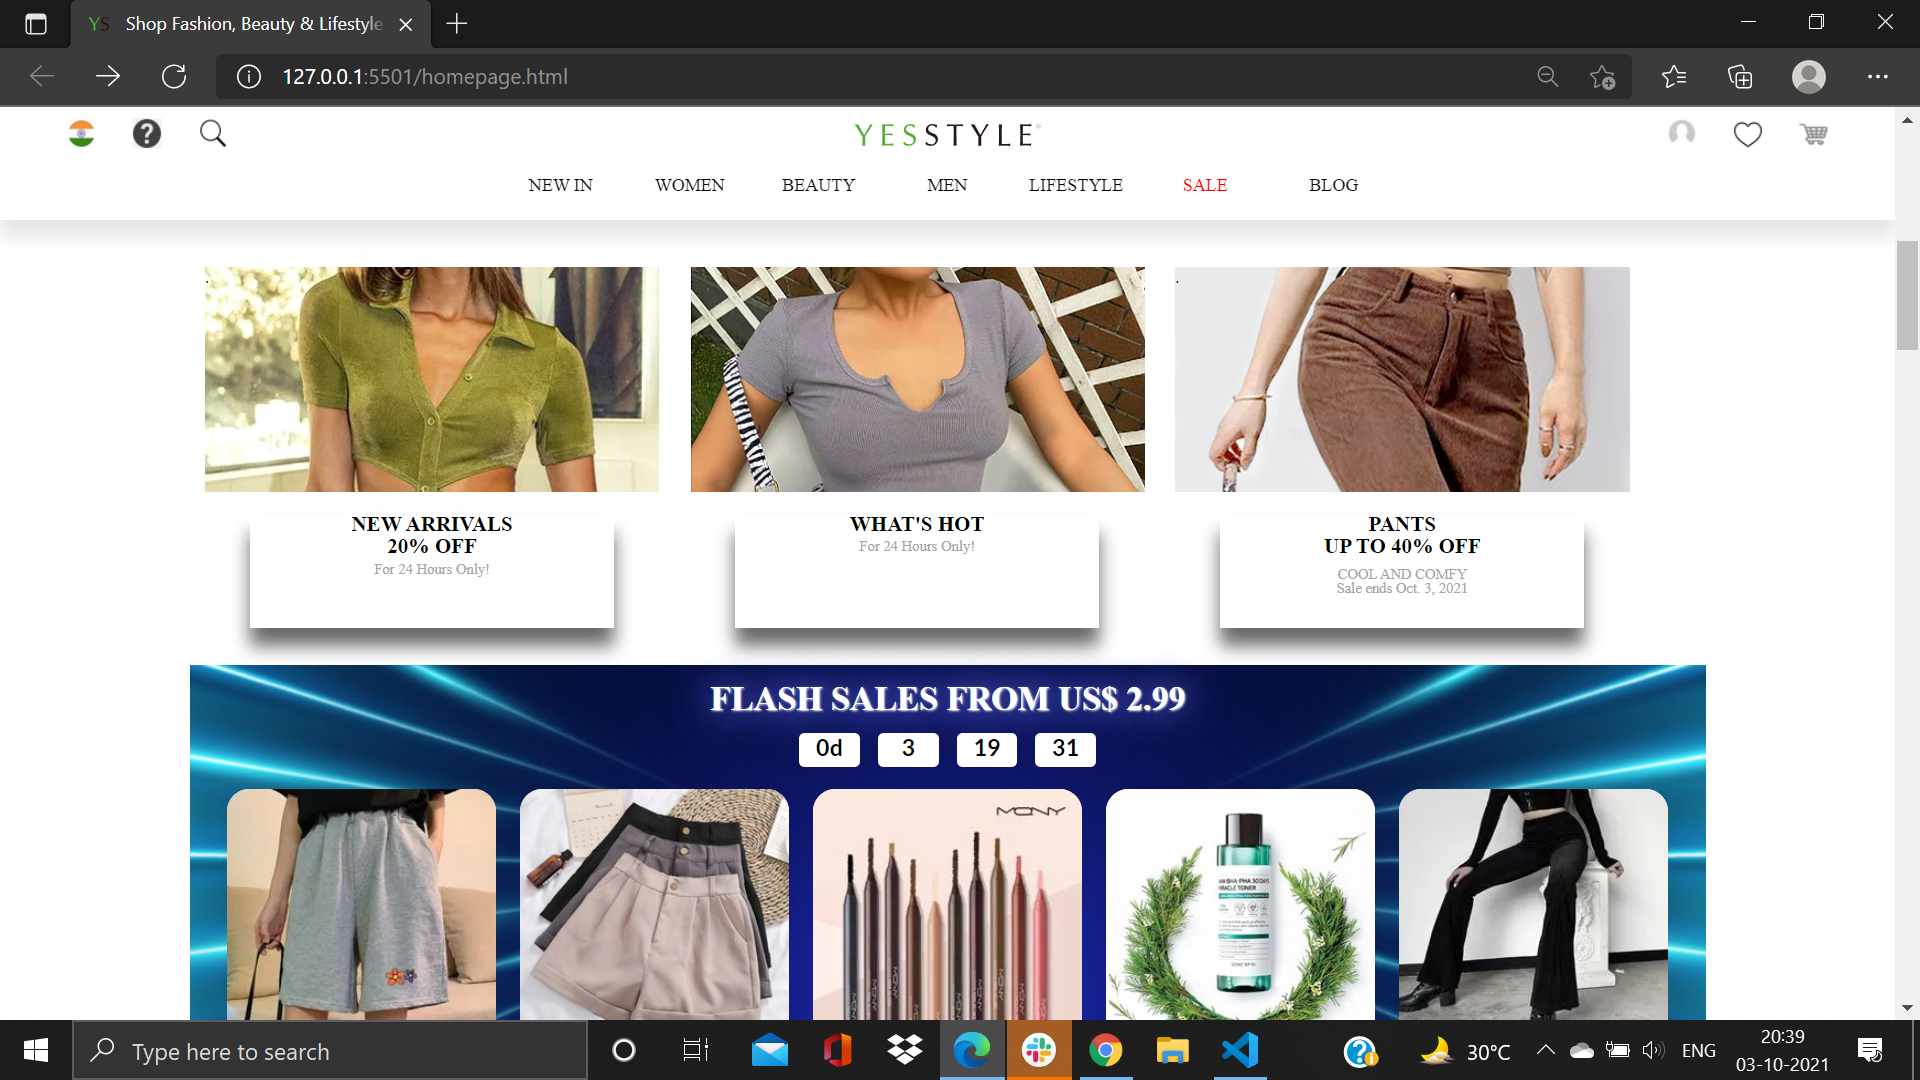 YS Shop Fashion, Beauty & Lifestyle
127.0.0.1:5501/homepage.html
YESSTYLE
NEW IN WOMEN BEAUTY MEN LIFESTYLE SALE BLOG
NEW ARRIVALS
20% OFF
For 24 Hours Only!
WHAT'S HOT
For 24 Hours Only!
PANTS
UP TO 40% OFF
COOL AND COMFY
Sale ends Oct. 3, 2021
FLASH SALES FROM US$ 2.99
0d 3 19 31
MCNY
MIRACLE TONER
Type here to search
30°C
ENG
20:39
03-10-2021